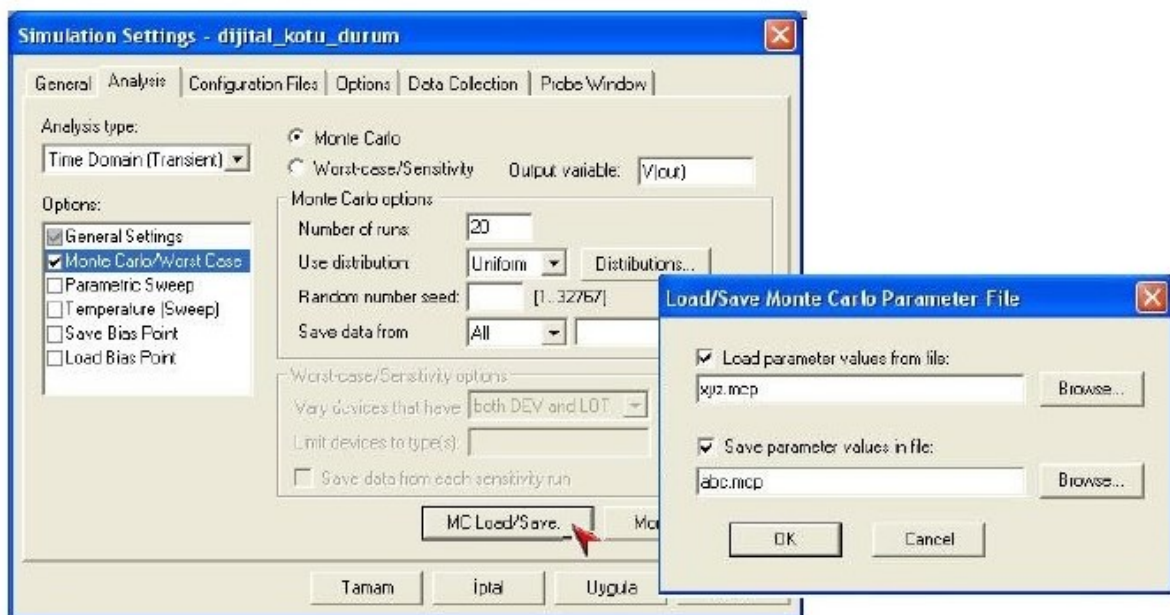 Simulation Settings - dijital_kotu_durum
General Analysis Configuration Files Options Data Collection Probe Window
Analysis type:
Time Domain (Transient)
Options:
General Settings
Monte Carlo/Worst Case
Parametric Sweep
Temperature (Sweep)
Save Bias Point
Load Bias Point
Monte Carlo
Worst-case/Sensitivity Output variable: V(out)
Monte Carlo options
Number of runs: 20
Use distribution: Uniform Distributions...
Random number seed: [1..32767]
Save data from All
Worst-case/Sensitivity options
Vary devices that have both DEV and LOT
Limit devices to type(s):
Save data from each sensitivity run
MC Load/Save.
Tamam İptal Uygula
Load/Save Monte Carlo Parameter File
Load parameter values from file:
xyz.mcp Browse...
Save parameter values in file:
abc.mcp Browse...
OK Cancel